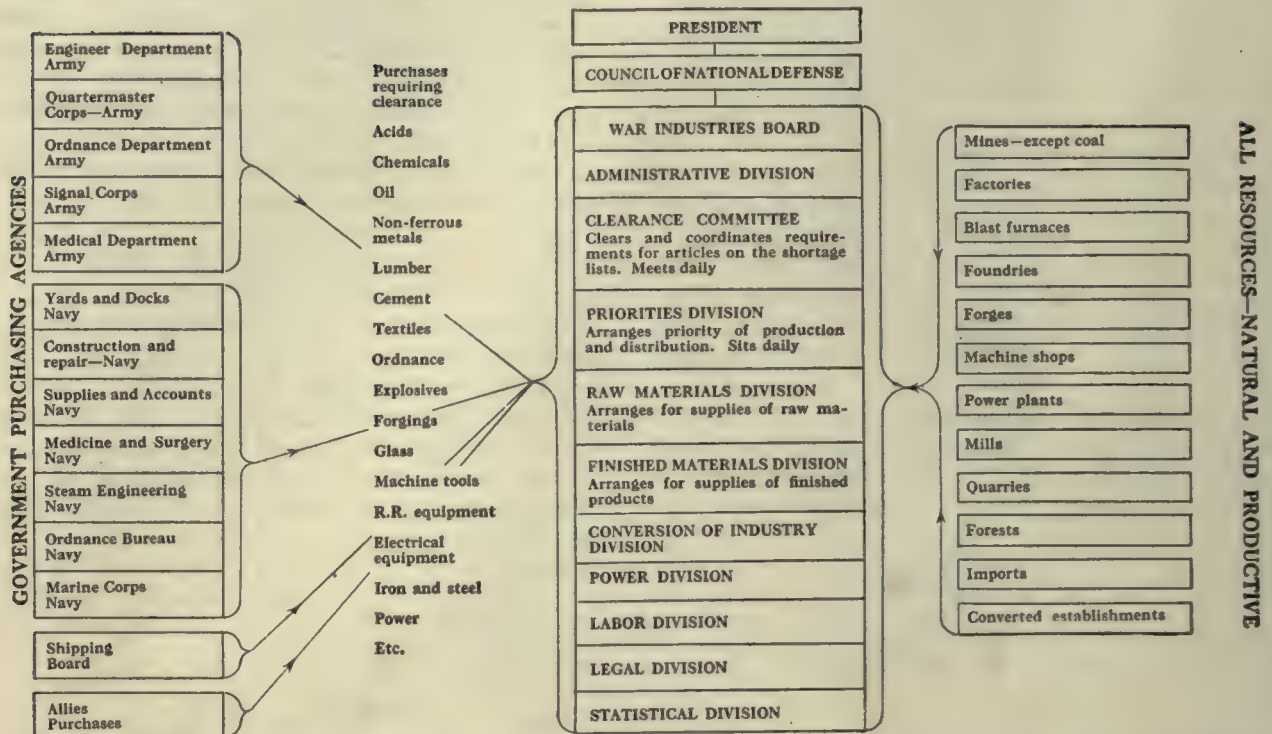 GOVERNMENT PURCHASING AGENCIES
Engineer Department
Army
Quartermaster
Corps—Army
Ordnance Department
Army
Signal Corps
Army
Medical Department
Army
Yards and Docks
Navy
Construction and
repair—Navy
Supplies and Accounts
Navy
Medicine and Surgery
Navy
Steam Engineering
Navy
Ordnance Bureau
Navy
Marine Corps
Navy
Shipping
Board
Allies
Purchases
Purchases
requiring
clearance
Acids
Chemicals
Oil
Non-ferrous
metals
Lumber
Cement
Textiles
Ordnance
Explosives
Forgings
Glass
Machine tools
R.R. equipment
Electrical
equipment
Iron and steel
Power
Etc.
PRESIDENT
COUNCIL OF NATIONAL DEFENSE
WAR INDUSTRIES BOARD
ADMINISTRATIVE DIVISION
CLEARANCE COMMITTEE
Clears and coordinates require-
ments for articles on the shortage
lists. Meets daily
PRIORITIES DIVISION
Arranges priority of production
and distribution. Sits daily
RAW MATERIALS DIVISION
Arranges for supplies of raw ma-
terials
FINISHED MATERIALS DIVISION
Arranges for supplies of finished
products
CONVERSION OF INDUSTRY
DIVISION
POWER DIVISION
LABOR DIVISION
LEGAL DIVISION
STATISTICAL DIVISION
Mines—except coal
Factories
Blast furnaces
Foundries
Forges
Machine shops
Power plants
Mills
Quarries
Forests
Imports
Converted establishments
ALL RESOURCES—NATURAL AND PRODUCTIVE